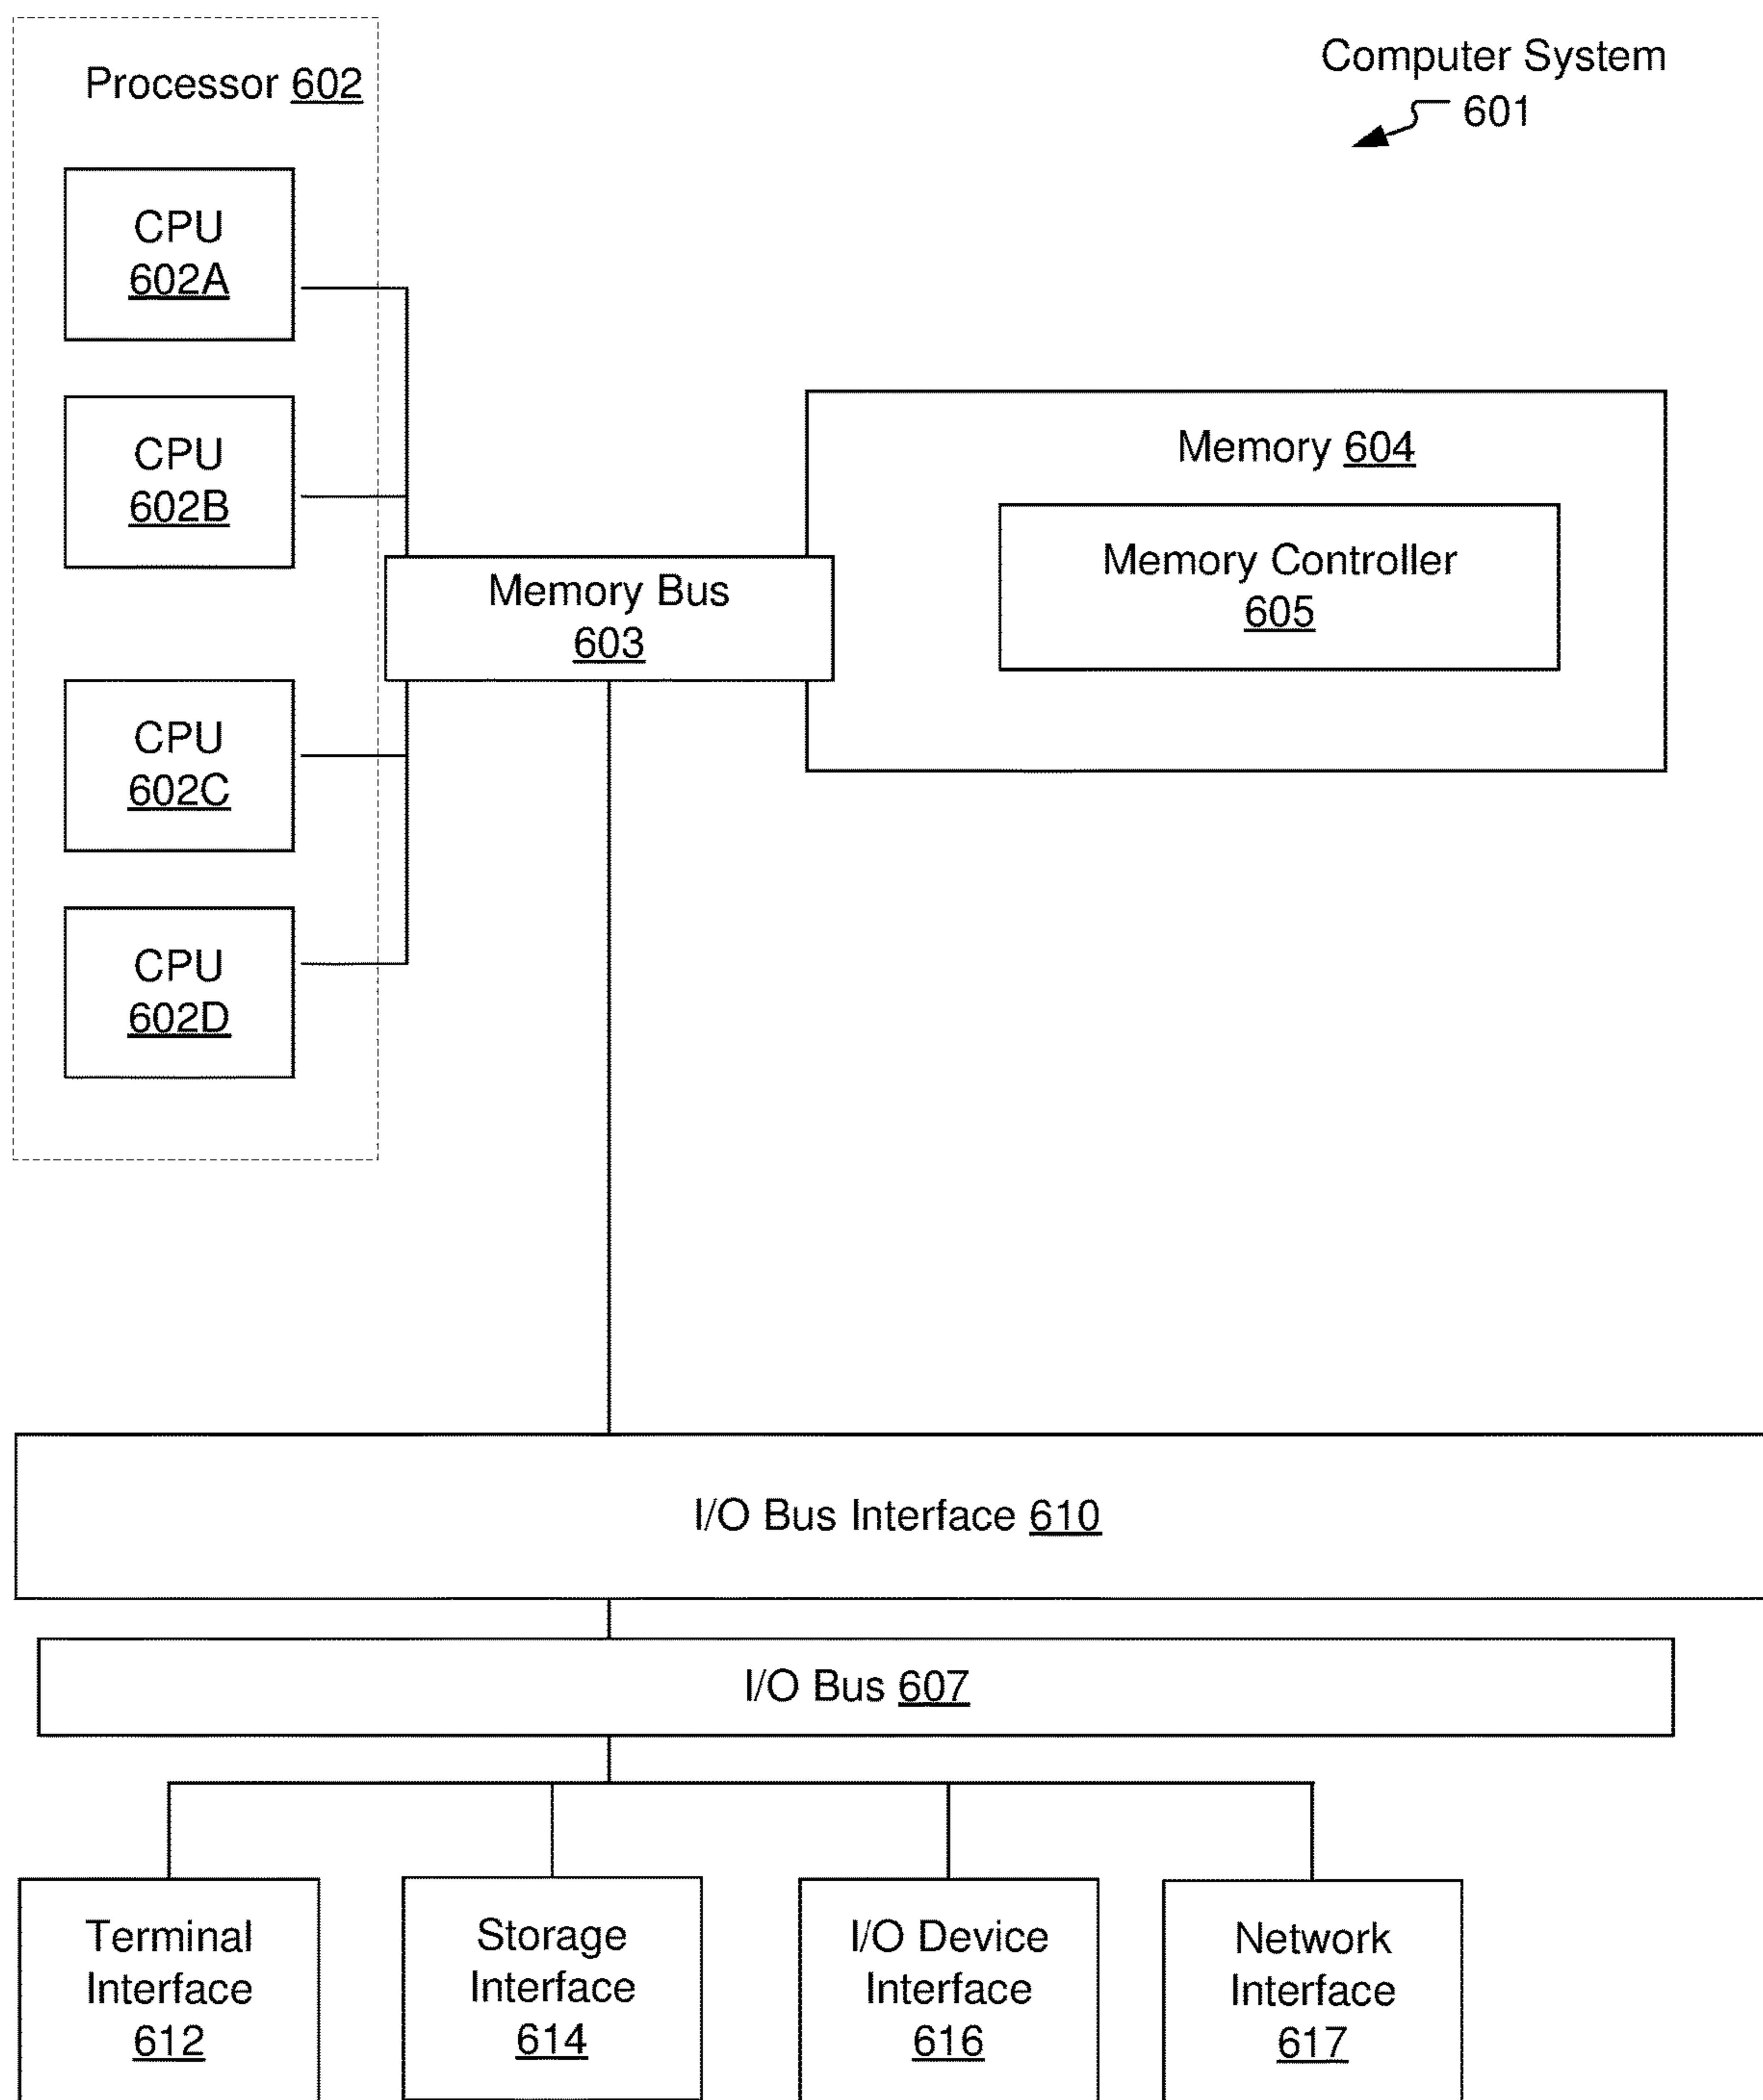 Processor 602
Computer System
601
CPU
602A
CPU
602B
Memory 604
Memory Controller
605
Memory Bus
603
CPU
602C
CPU
602D
I/O Bus Interface 610
I/O Bus 607
Terminal
Interface
612
Storage
Interface
614
I/O Device
Interface
616
Network
Interface
617